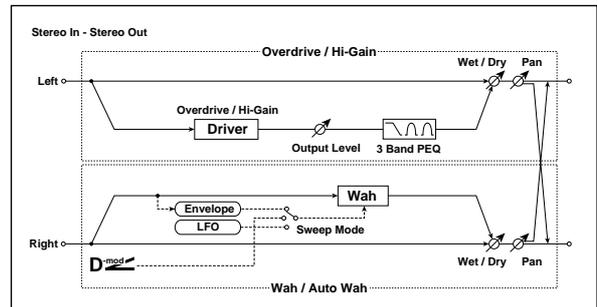 Stereo In - Stereo Out
Overdrive / Hi-Gain
Wet / Dry
Pan
Left
Overdrive / Hi-Gain
Driver
Output Level
3 Band PEQ
Wah
Envelope
LFO
Sweep Mode
Right
D-mod
Wet / Dry
Pan
Wah / Auto Wah